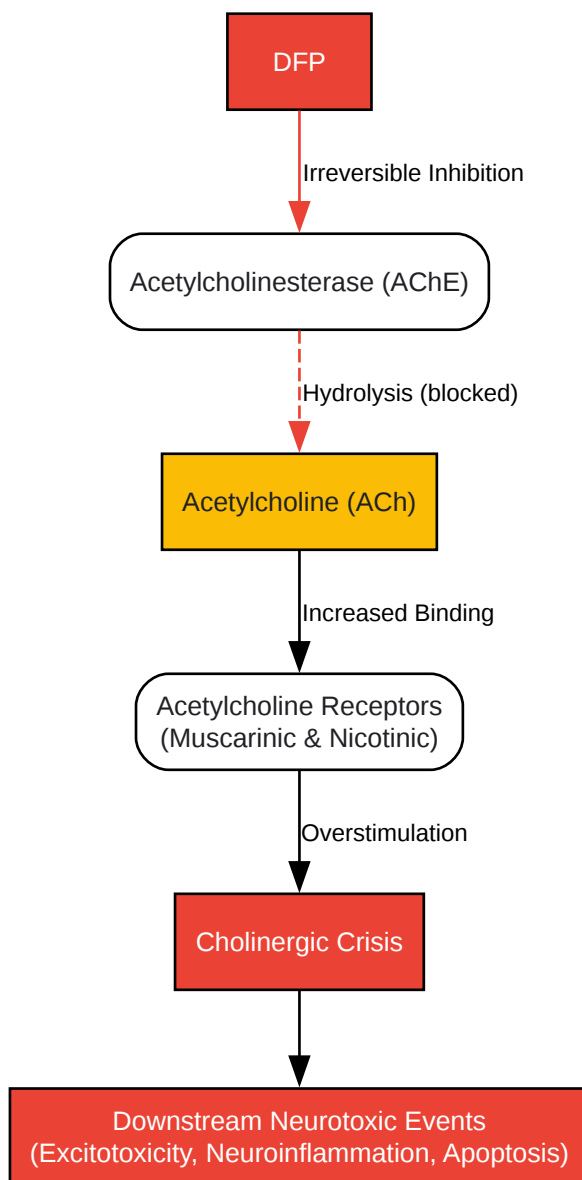 DFP
Irreversible Inhibition
Acetylcholinesterase (AChE)
Hydrolysis (blocked)
Acetylcholine (ACh)
Increased Binding
Acetylcholine Receptors
(Muscarinic & Nicotinic)
Overstimulation
Cholinergic Crisis
Downstream Neurotoxic Events
(Excitotoxicity, Neuroinflammation, Apoptosis)